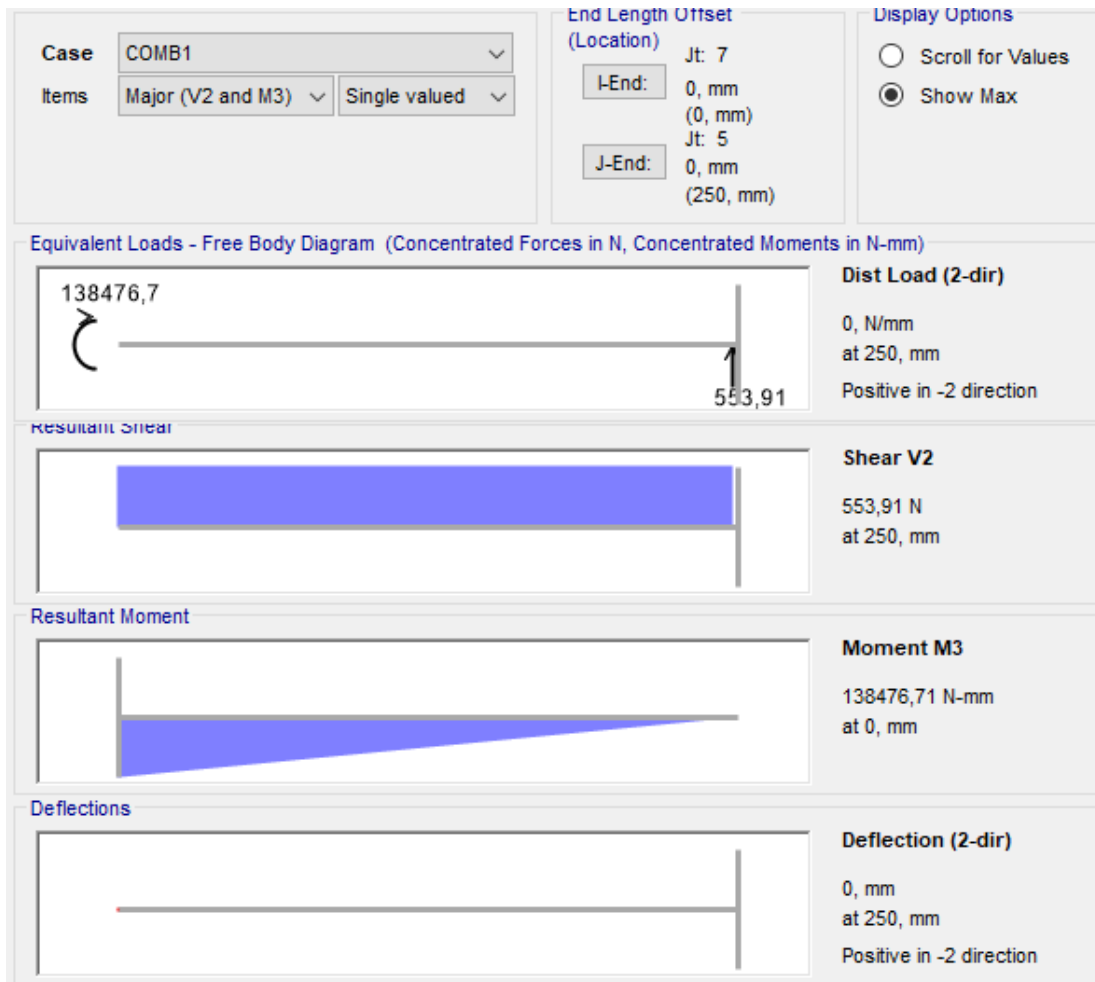 Case COMB1
Items Major (V2 and M3) Single valued
End Length Offset
(Location)
Jt: 7
I-End: 0, mm
(0, mm)
Jt: 5
J-End: 0, mm
(250, mm)
Display Options
Scroll for Values
Show Max
Equivalent Loads - Free Body Diagram (Concentrated Forces in N, Concentrated Moments in N-mm)
138476,7
553,91
Dist Load (2-dir)
0, N/mm
at 250, mm
Positive in -2 direction
Resultant Shear
Shear V2
553,91 N
at 250, mm
Resultant Moment
Moment M3
138476,71 N-mm
at 0, mm
Deflections
Deflection (2-dir)
0, mm
at 250, mm
Positive in -2 direction